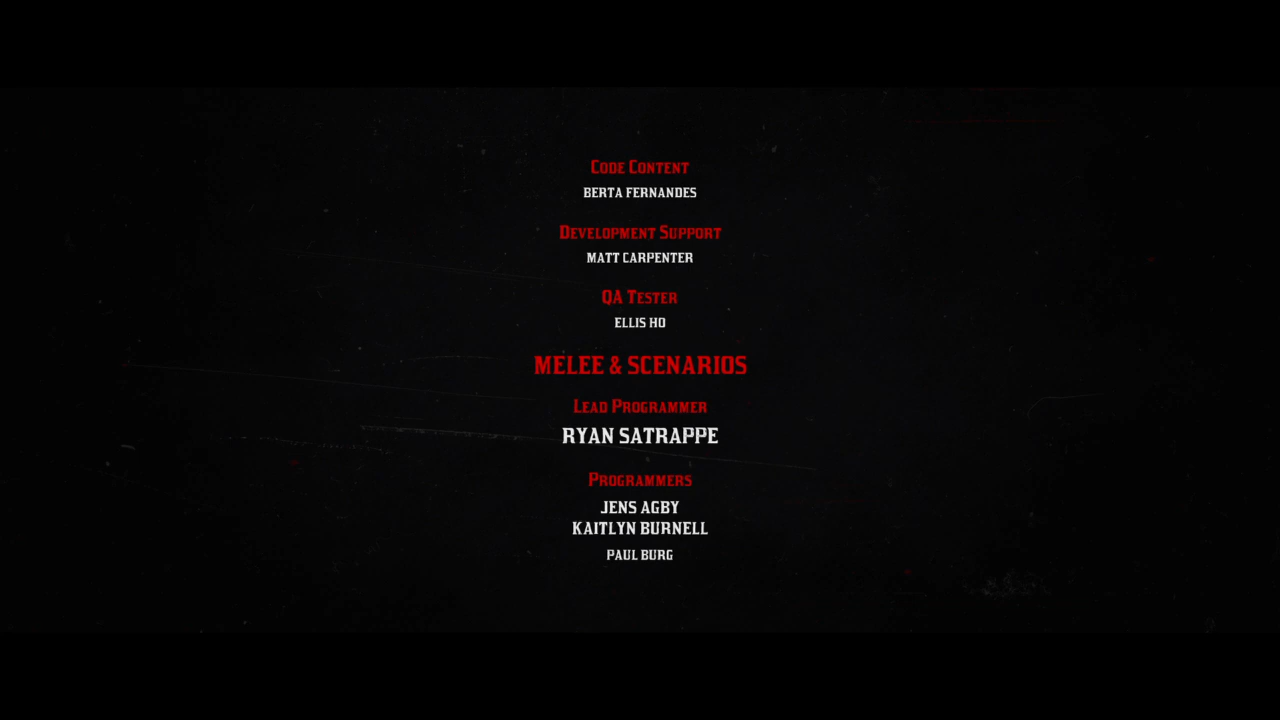 Code Content
BERTA FERNANDES
Development Support
MATT CARPENTER
QA Tester
ELLIS HO
MELEE & SCENARIOS
Lead Programmer
RYAN SATRAPPE
Programmers
JENS AGBY
KAITLYN BURNELL
PAUL BURG